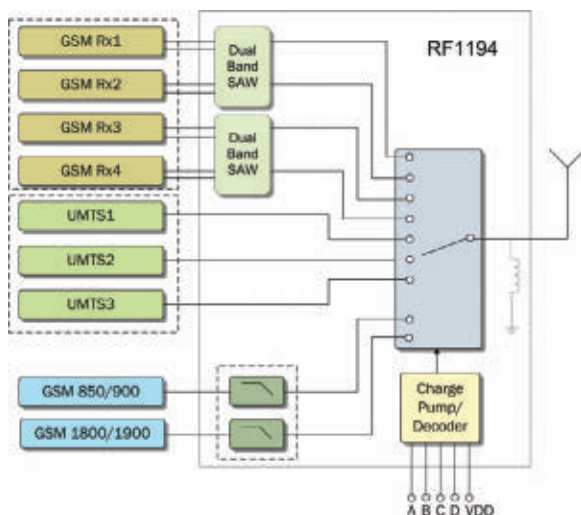 GSM Rx1
GSM Rx2
GSM Rx3
GSM Rx4
Dual
Band
SAW
Dual
Band
SAW
RF1194
UMTS1
UMTS2
UMTS3
GSM 850/900
GSM 1800/1900
Charge
Pump/
Decoder
A B C D VDD